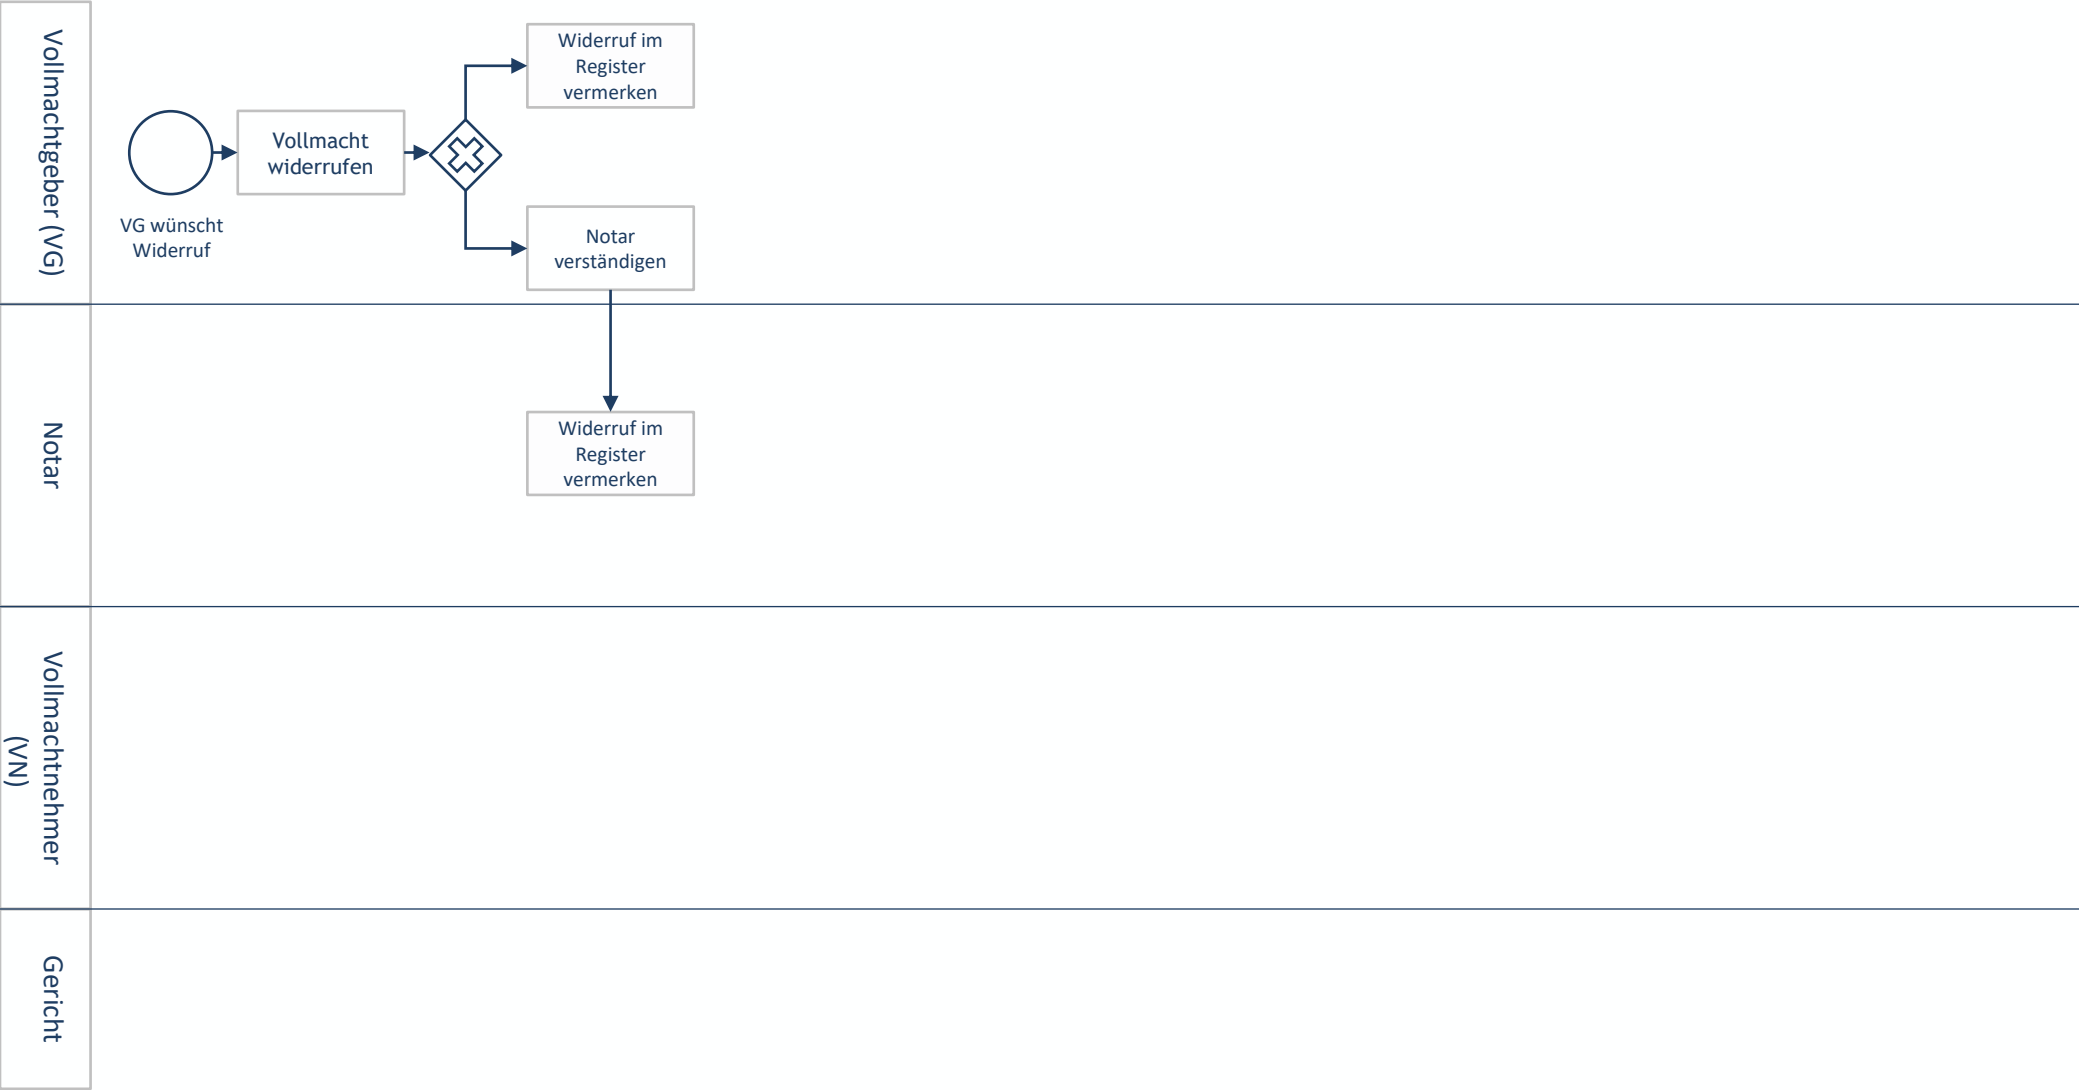 Vollmachtgeber (VG)
VG wünscht
Widerruf
Vollmacht
widerrufen
Widerruf im
Register
vermerken
Notar
verständigen
Notar
Widerruf im
Register
vermerken
Vollmachtnehmer
(VN)
Gericht